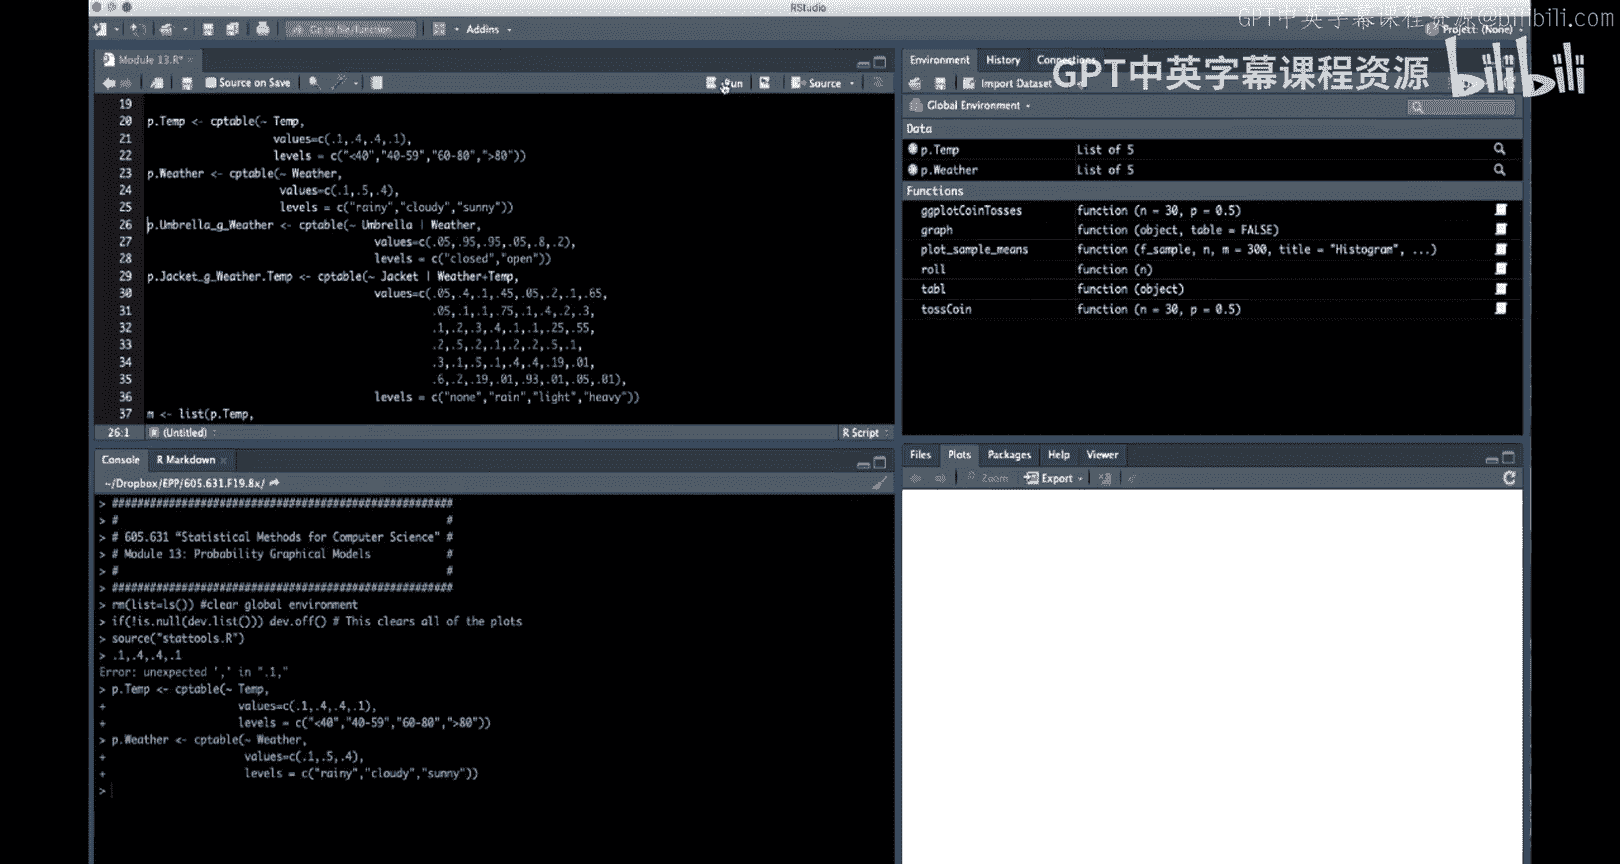 RStudio
GPT中英字幕课程资源@bilibili.com
Go to file/function
Addins
Project: (None)
GPT中英字幕课程资源 bilibili
Module 13.R*
Source on Save
Run
Source
19
20 p.Temp <- cptable(~ Temp,
21 values=c(.1,.4,.4,.1),
22 levels = c("<40","40-59","60-80",">80"))
23 p.Weather <- cptable(~ Weather,
24 values=c(.1,.5,.4),
25 levels = c("rainy","cloudy","sunny"))
26 p.Umbrella_g_Weather <- cptable(~ Umbrella | Weather,
27 values=c(.05,.95,.95,.05,.8,.2),
28 levels = c("closed","open"))
29 p.Jacket_g_Weather.Temp <- cptable(~ Jacket | Weather+Temp,
30 values=c(.05,.4,.1,.45,.05,.2,.1,.65,
31 .05,.1,.1,.75,.1,.4,.2,.3,
32 .1,.2,.3,.4,.1,.1,.25,.55,
33 .2,.5,.2,.1,.2,.2,.5,.1,
34 .3,.1,.5,.1,.4,.4,.19,.01,
35 .6,.2,.19,.01,.93,.01,.05,.01),
36 levels = c("none","rain","light","heavy"))
37 m <- list(p.Temp,
26:1 (Untitled) R Script
Console R Markdown
~/Dropbox/EPP/605.631.F19.8x/
> ####################################################
> # #
> # 605.631 "Statistical Methods for Computer Science" #
> # Module 13: Probability Graphical Models #
> # #
> ####################################################
> rm(list=ls()) #clear global environment
> if(!is.null(dev.list())) dev.off() # This clears all of the plots
> source("stattools.R")
> .1,.4,.4,.1
Error: unexpected ',' in ".1,"
> p.Temp <- cptable(~ Temp,
+ values=c(.1,.4,.4,.1),
+ levels = c("<40","40-59","60-80",">80"))
> p.Weather <- cptable(~ Weather,
+ values=c(.1,.5,.4),
+ levels = c("rainy","cloudy","sunny"))
>
Environment History Connections
Import Dataset
Global Environment
Data
p.Temp List of 5
p.Weather List of 5
Functions
ggplotCoinTosses function (n = 30, p = 0.5)
graph function (object, table = FALSE)
plot_sample_means function (f_sample, n, m = 300, title = "Histogram", ...)
roll function (n)
tabl function (object)
tossCoin function (n = 30, p = 0.5)
Files Plots Packages Help Viewer
Zoom Export